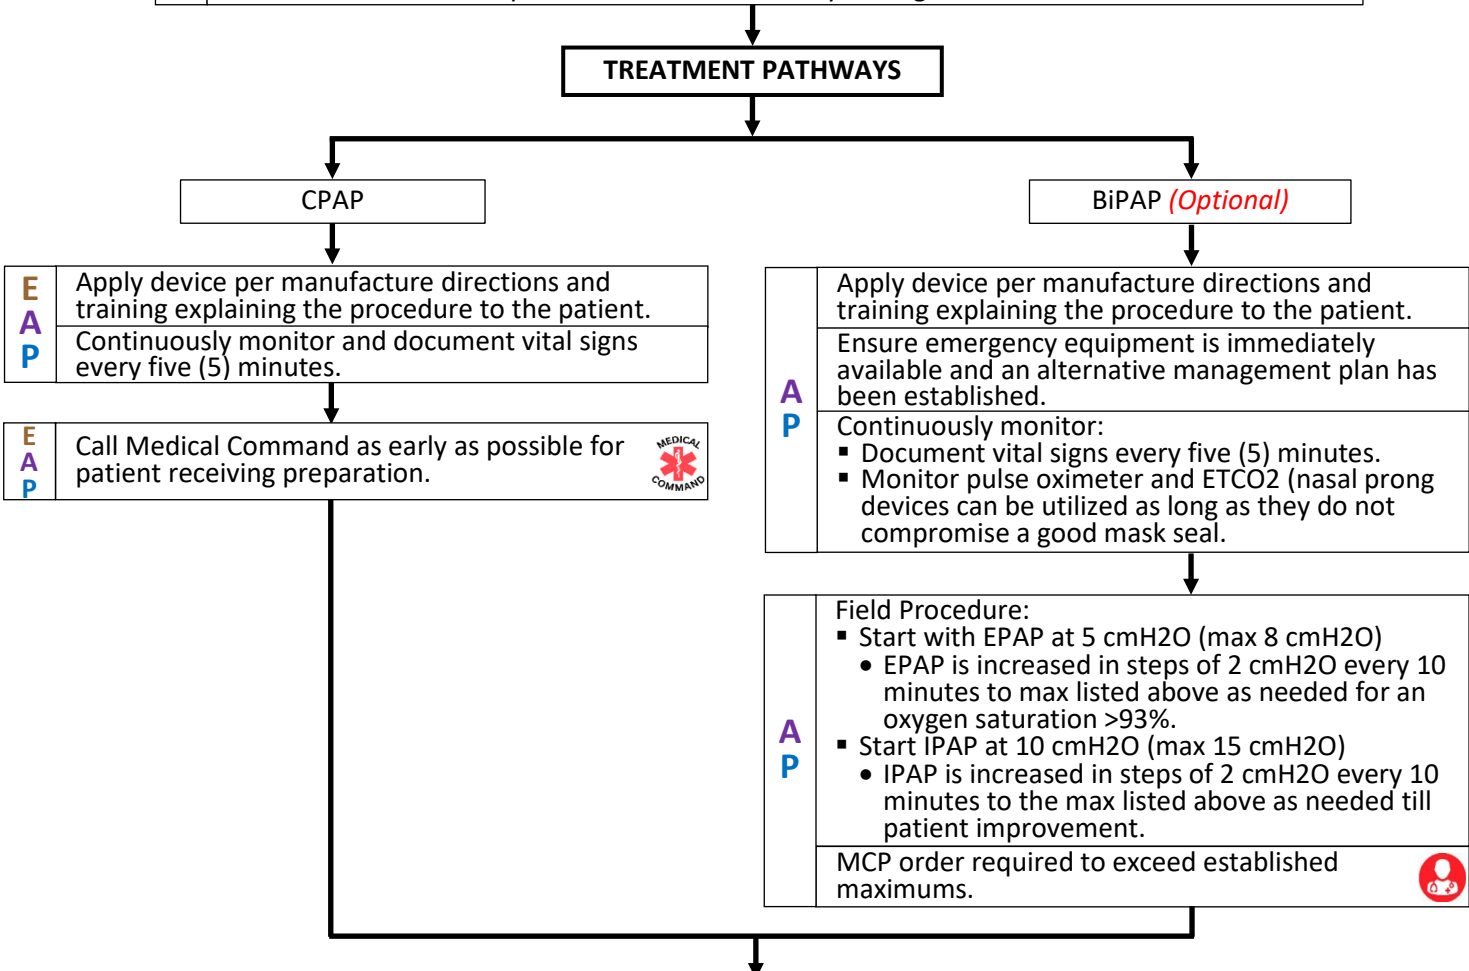 TREATMENT PATHWAYS
CPAP
E
A
P
Apply device per manufacture directions and
training explaining the procedure to the patient.
Continuously monitor and document vital signs
every five (5) minutes.
E
A
P
Call Medical Command as early as possible for
patient receiving preparation.
MEDICAL
COMMAND
BiPAP (Optional)
A
P
Apply device per manufacture directions and
training explaining the procedure to the patient.
Ensure emergency equipment is immediately
available and an alternative management plan has
been established.
Continuously monitor:
▪ Document vital signs every five (5) minutes.
▪ Monitor pulse oximeter and ETCO2 (nasal prong
devices can be utilized as long as they do not
compromise a good mask seal.
A
P
Field Procedure:
▪ Start with EPAP at 5 cmH2O (max 8 cmH2O)
• EPAP is increased in steps of 2 cmH2O every 10
minutes to max listed above as needed for an
oxygen saturation >93%.
▪ Start IPAP at 10 cmH2O (max 15 cmH2O)
• IPAP is increased in steps of 2 cmH2O every 10
minutes to the max listed above as needed till
patient improvement.
MCP order required to exceed established
maximums.